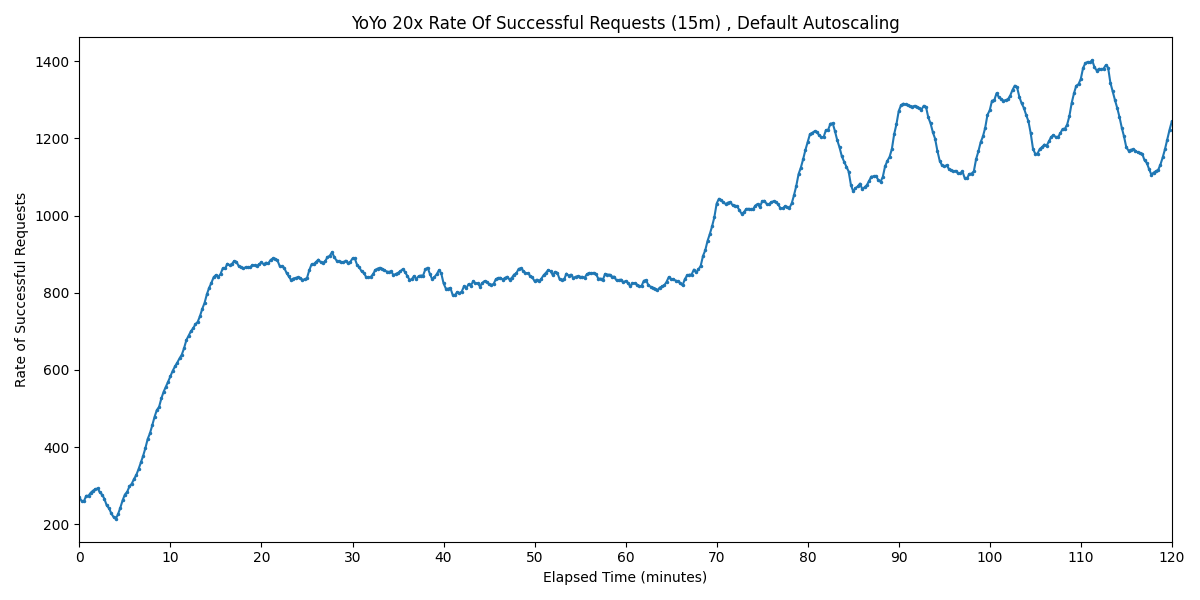 YoYo 20x Rate Of Successful Requests (15m) , Default Autoscaling
Rate of Successful Requests
1400
1200
1000
800
600
400
200
0 10 20 30 40 50 60 70 80 90 100 110 120
Elapsed Time (minutes)